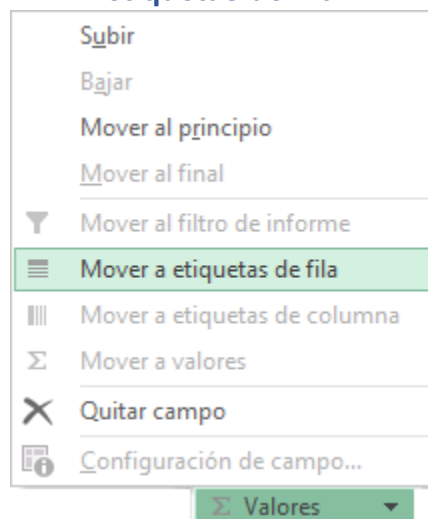 Subir
Bajar
Mover al principio
Mover al final
Mover al filtro de informe
Mover a etiquetas de fila
Mover a etiquetas de columna
Σ Mover a valores
Quitar campo
Configuración de campo...
Σ Valores